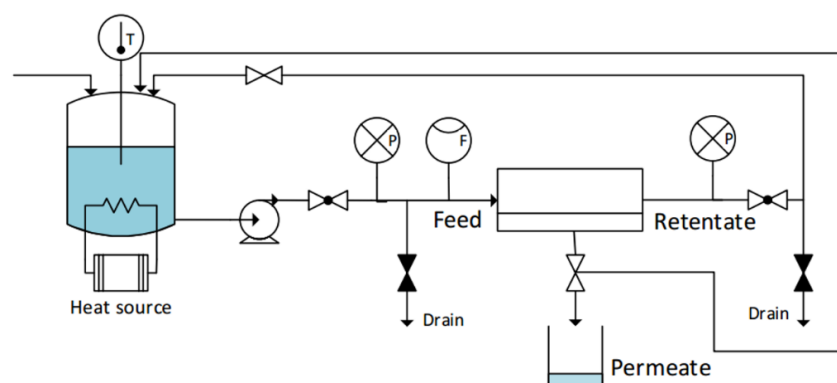 T
P
F
P
Feed
Retentate
Heat source
Drain
Drain
Permeate